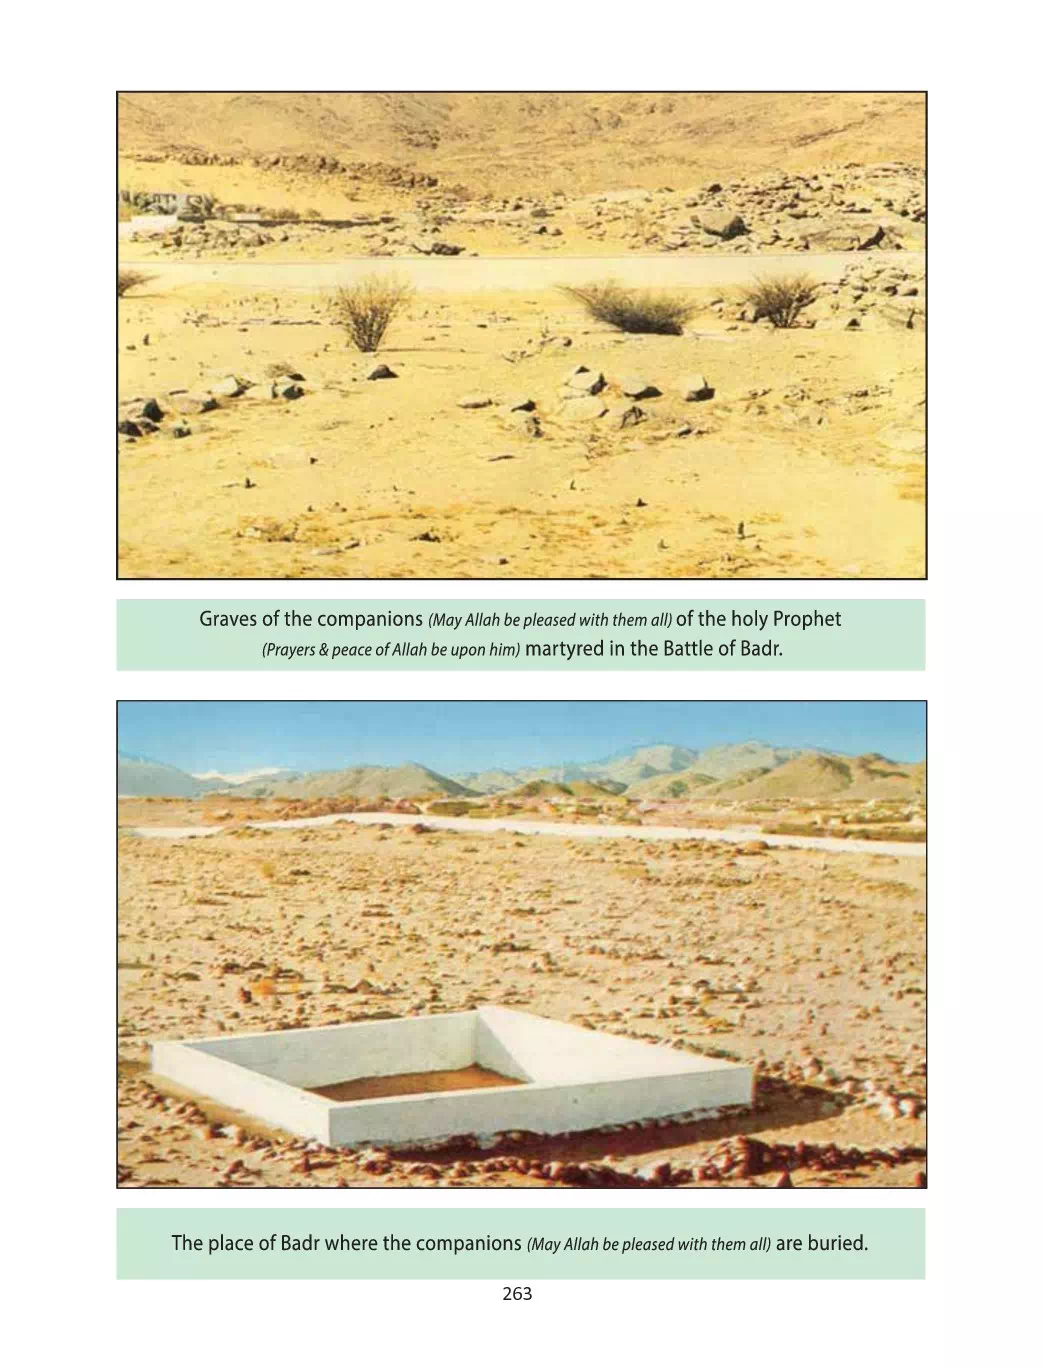 Graves of the companions (May Allah be pleased with them all) of the holy Prophet
(Prayers & peace of Allah be upon him) martyred in the Battle of Badr.
The place of Badr where the companions (May Allah be pleased with them all) are buried.
263